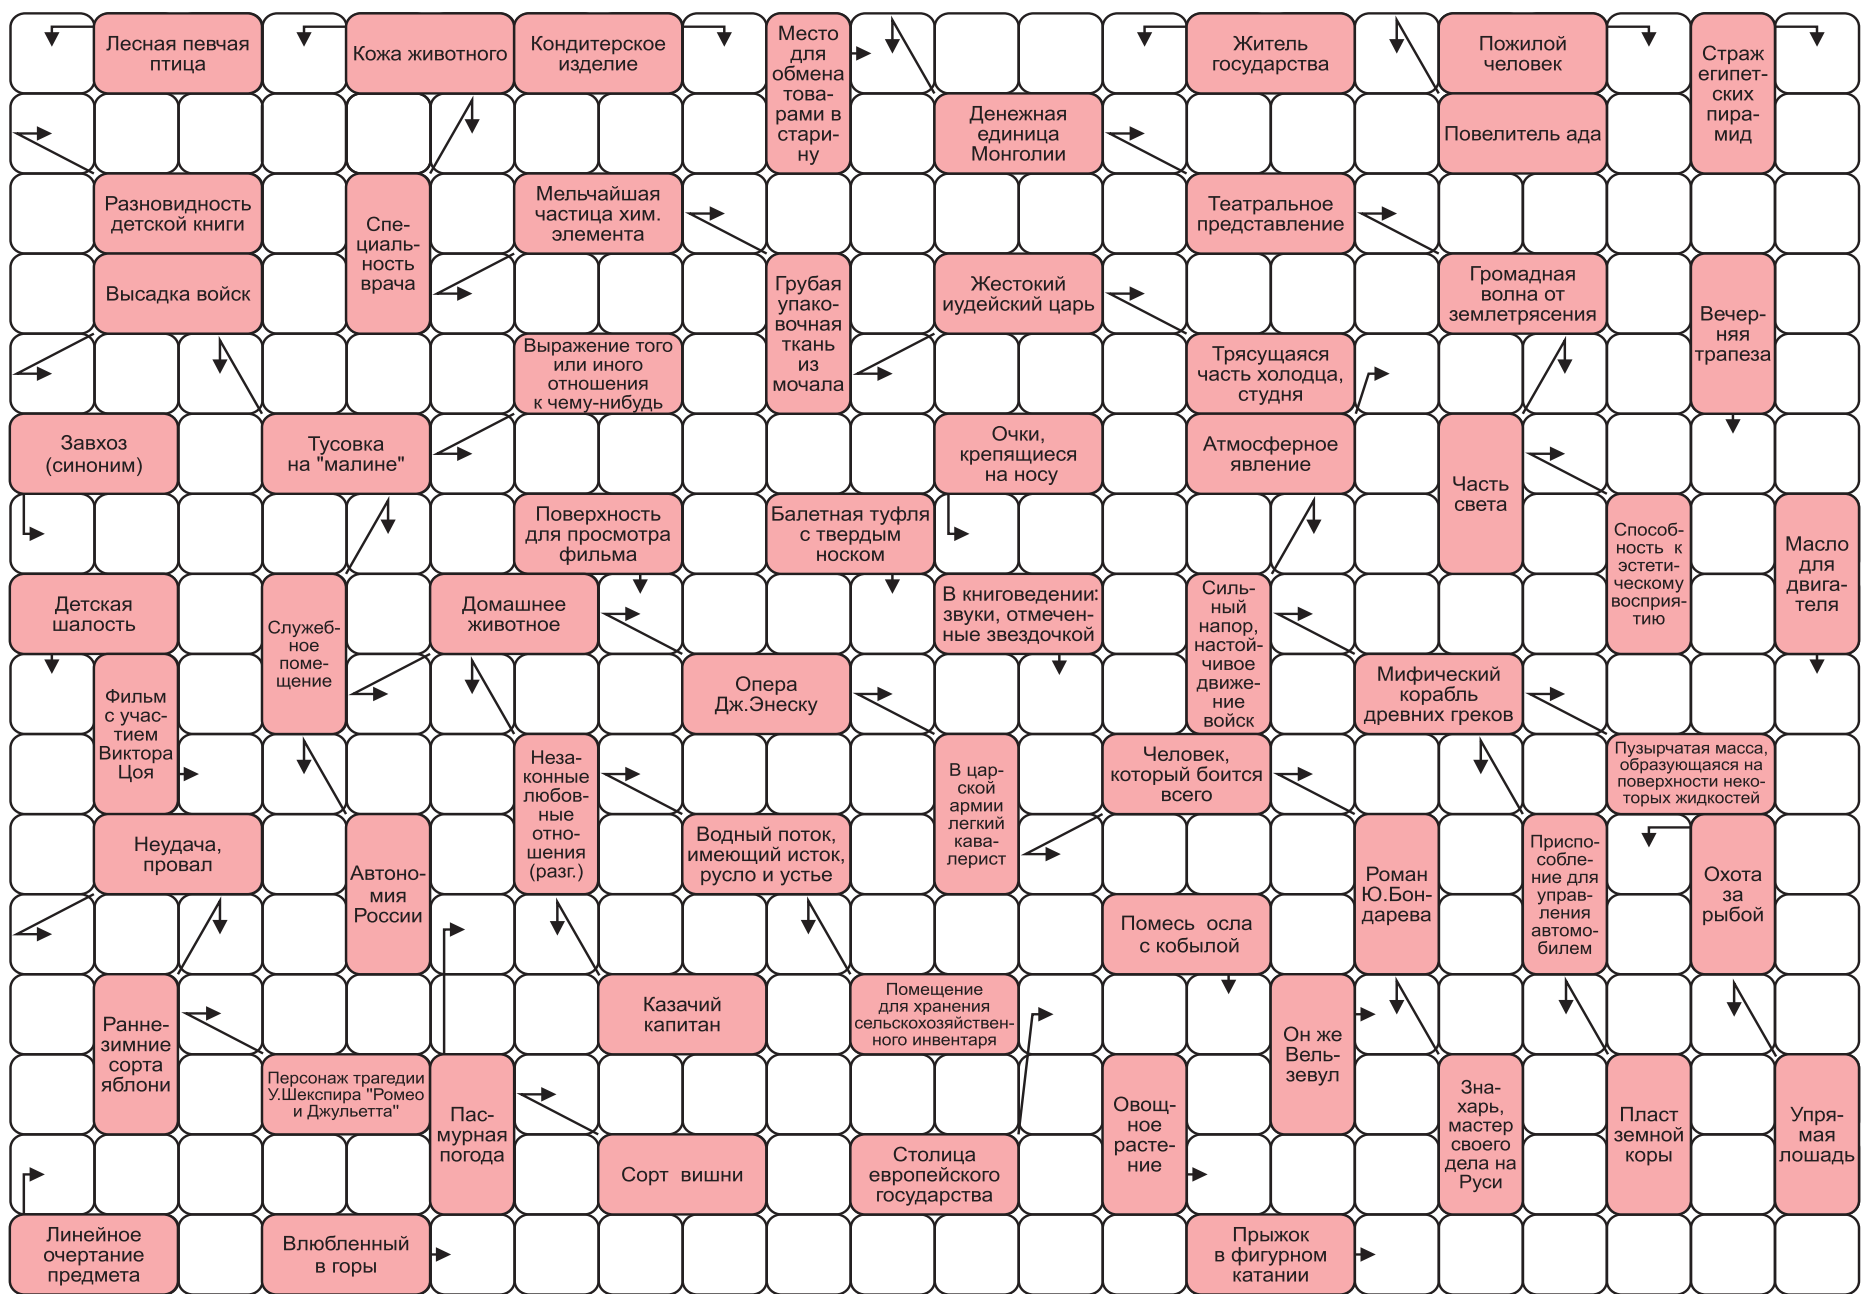 Лесная певчая
птица
Кожа животного
Кондитерское
изделие
Место
для
обмена
това-
рами в
стари-
ну
Житель
государства
Пожилой
человек
Страж
египет-
ских
пира-
мид
Денежная
единица
Монголии
Повелитель ада
Разновидность
детской книги
Спе-
циаль-
ность
врача
Мельчайшая
частица хим.
элемента
Театральное
представление
Высадка войск
Грубая
упако-
вочная
ткань
из
мочала
Жестокий
иудейский царь
Громадная
волна от
землетрясения
Вечер-
няя
трапеза
Выражение того
или иного
отношения
к чему-нибудь
Трясущаяся
часть холодца,
студня
Завхоз
(синоним)
Тусовка
на "малине"
Очки,
крепящиеся
на носу
Атмосферное
явление
Часть
света
Поверхность
для просмотра
фильма
Балетная туфля
с твердым
носком
Способ-
ность к
эстети-
ческому
восприя-
тию
Масло
для
двига-
теля
Детская
шалость
Служеб-
ное
поме-
щение
Домашнее
животное
В книговедении:
звуки, отмечен-
ные звездочкой
Силь-
ный
напор,
настой-
чивое
движе-
ние
войск
Фильм
с учас-
тием
Виктора
Цоя
Опера
Дж.Энеску
Мифический
корабль
древних греков
Неза-
конные
любов-
ные
отно-
шения
(разг.)
В цар-
ской
армии
легкий
кава-
лерист
Человек,
который боится
всего
Пузырчатая масса,
образующаяся на
поверхности неко-
торых жидкостей
Неудача,
провал
Автоно-
мия
России
Водный поток,
имеющий исток,
русло и устье
Роман
Ю.Бон-
дарева
Приспо-
собле-
ние для
управ-
ления
автомо-
билем
Охота
за
рыбой
Помесь осла
с кобылой
Ранне-
зимние
сорта
яблони
Казачий
капитан
Помещение
для хранения
сельскохозяйствен-
ного инвентаря
Он же
Вель-
зевул
Персонаж трагедии
У.Шекспира "Ромео
и Джульетта"
Пас-
мурная
погода
Овощ-
ное
расте-
ние
Зна-
харь,
мастер
своего
дела на
Руси
Пласт
земной
коры
Упря-
мая
лошадь
Сорт вишни
Столица
европейского
государства
Линейное
очертание
предмета
Влюбленный
в горы
Прыжок
в фигурном
катании